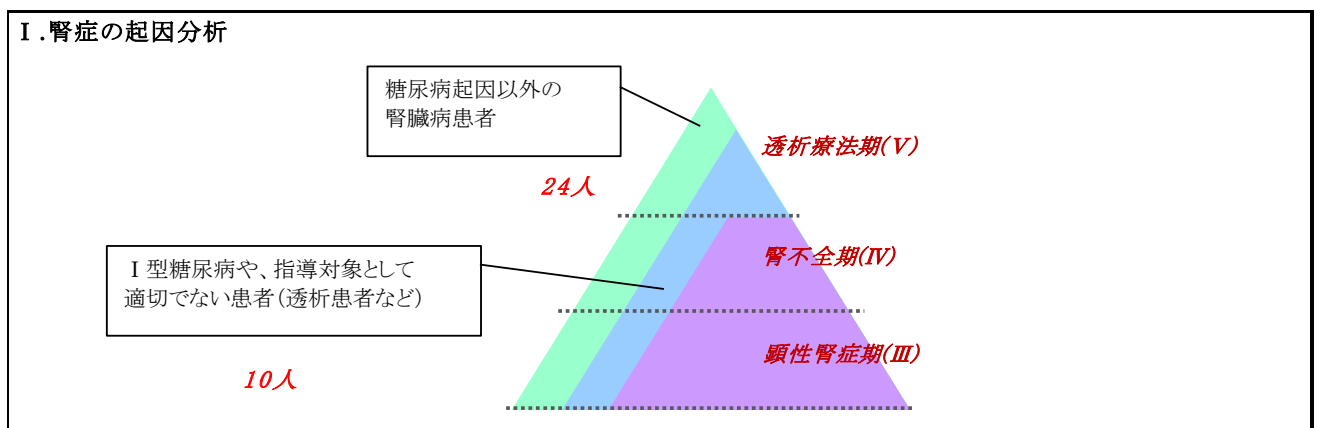 Ⅰ.腎症の起因分析
糖尿病起因以外の
腎臓病患者
透析療法期(Ⅴ)
24人
Ⅰ型糖尿病や、指導対象として
適切でない患者(透析患者など)
腎不全期(Ⅳ)
顕性腎症期(Ⅲ)
10人